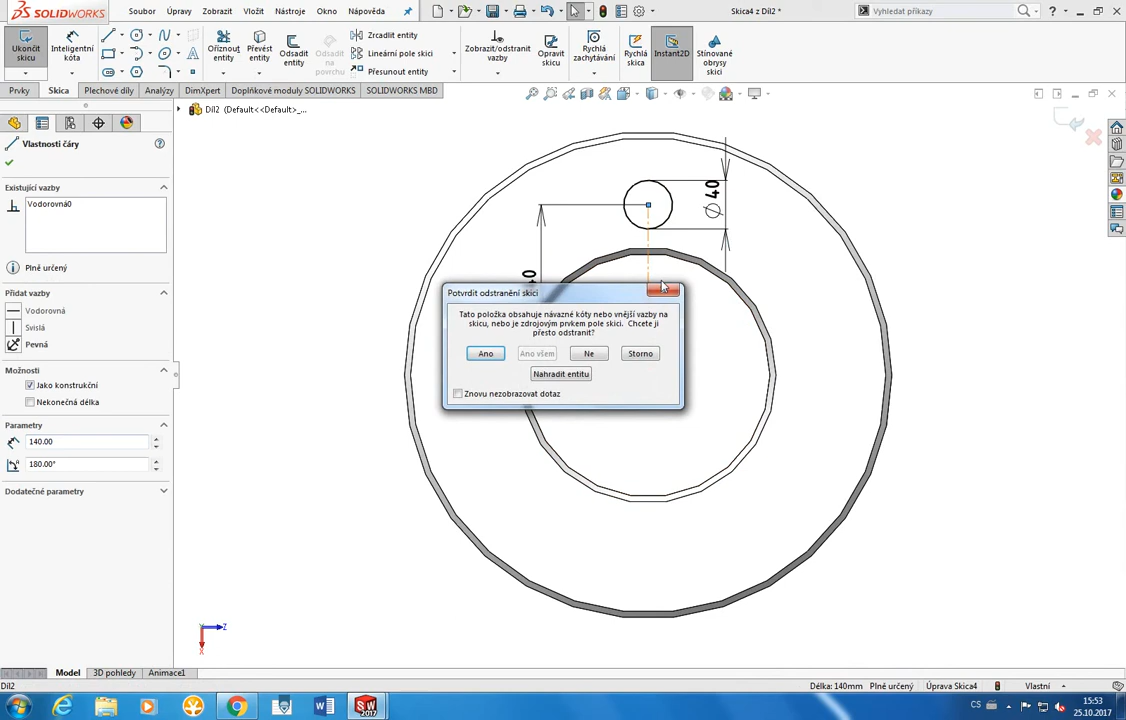 SOLIDWORKS
Soubor Úpravy Zobrazit Vložit Nástroje Okno Nápověda
Skica4 z Díl2 *
Vyhledat příkazy
Ukončit skicu
Inteligentní kóta
Oříznout entity
Převést entity
Odsadit entity
Odsadit na povrchu
Zrcadlit entity
Lineární pole skici
Přesunout entity
Zobrazit/odstranit vazby
Opravit skicu
Rychlá zachytávání
Rychlá skica
Instant2D
Stínované obrysy skici
Prvky Skica Plechové díly Analýzy DimXpert Doplňkové moduly SOLIDWORKS SOLIDWORKS MBD
Díl2 (Default<<Default>_...
Vlastnosti čáry
Existující vazby
Vodorovná0
Plně určený
Přidat vazby
Vodorovná
Svislá
Pevná
Možnosti
Jako konstrukční
Nekonečná délka
Parametry
140.00
180.00°
Dodatečné parametry
Ø 40
Potvrdit odstranění skici
Tato položka obsahuje návazné kóty nebo vnější vazby na
skicu, nebo je zdrojovým prvkem pole skici. Chcete ji
přesto odstranit?
Ano Ano všem Ne Storno
Nahradit entitu
Znovu nezobrazovat dotaz
Z
X
Model 3D pohledy Animace1
Díl2 Délka: 140mm Plně určený Úprava Skica4 Vlastní
CS 15:53
25.10.2017